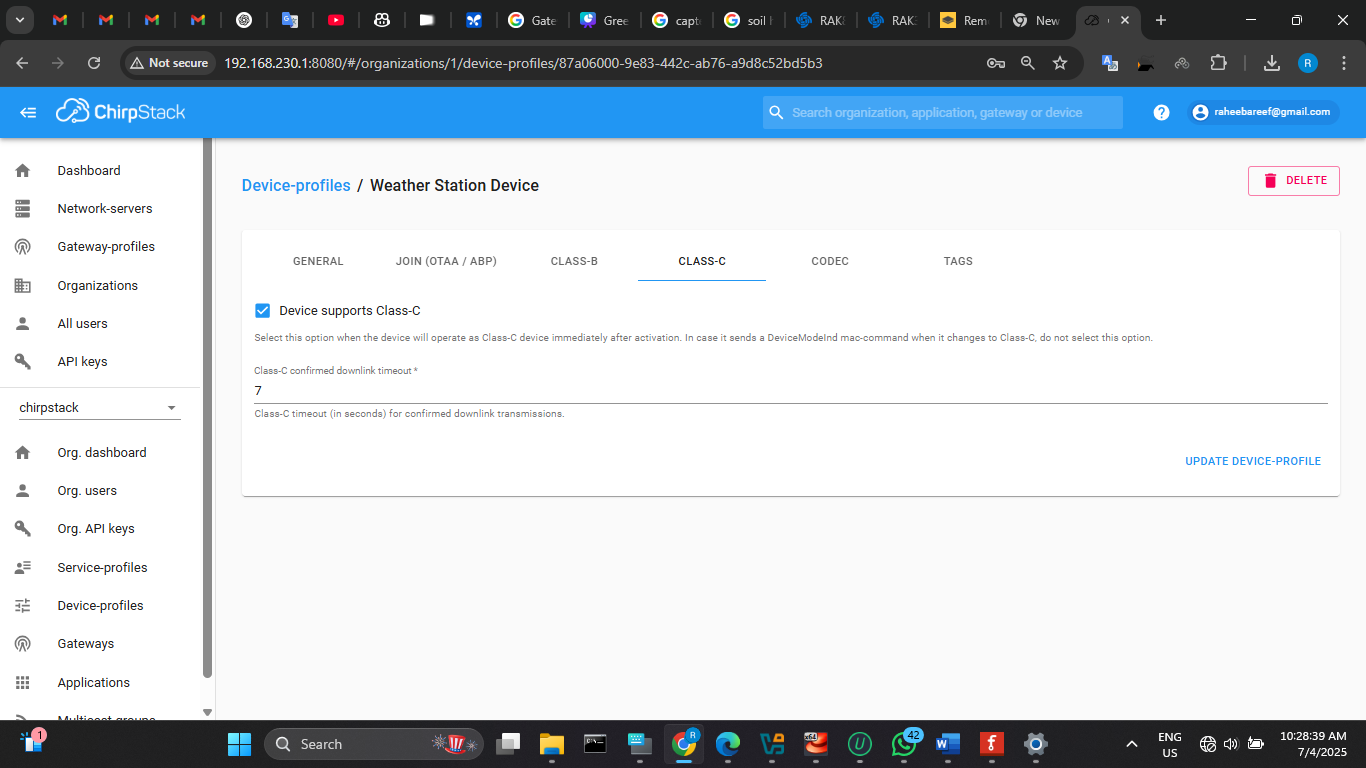 Gate
Gree
capt
soil h
RAK
RAK
Rem
New
Not secure
192.168.230.1:8080/#/organizations/1/device-profiles/87a06000-9e83-442c-ab76-a9d8c52bd5b3
R
ChirpStack
Search organization, application, gateway or device
raheebareef@gmail.com
Dashboard
Network-servers
Gateway-profiles
Organizations
All users
API keys
chirpstack
Org. dashboard
Org. users
Org. API keys
Service-profiles
Device-profiles
Gateways
Applications
Multicast-groups
Device-profiles / Weather Station Device
DELETE
GENERAL JOIN (OTAA / ABP) CLASS-B CLASS-C CODEC TAGS
Device supports Class-C
Select this option when the device will operate as Class-C device immediately after activation. In case it sends a DeviceModeInd mac-command when it changes to Class-C, do not select this option.
Class-C confirmed downlink timeout *
7
Class-C timeout (in seconds) for confirmed downlink transmissions.
UPDATE DEVICE-PROFILE
1
Search
R
42
ENG
US
10:28:39 AM
7/4/2025